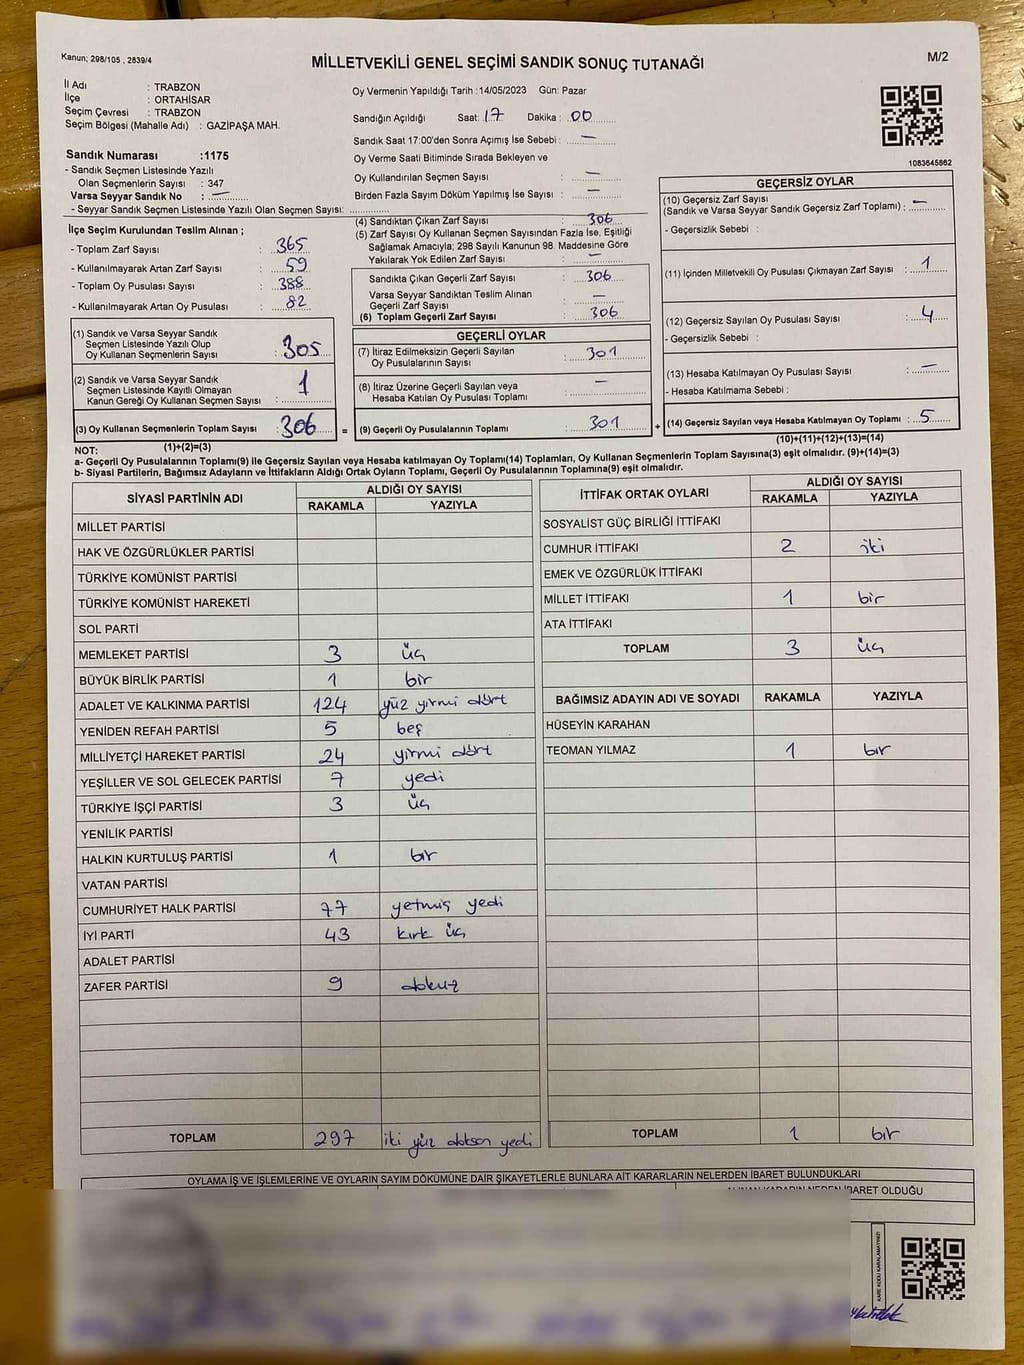 Kanun; 298/105 , 2839/4
MİLLETVEKİLİ GENEL SEÇİMİ SANDIK SONUÇ TUTANAĞI
M/2
İl Adı : TRABZON
İlçe : ORTAHİSAR
Seçim Çevresi : TRABZON
Seçim Bölgesi (Mahalle Adı) : GAZİPAŞA MAH.
Sandık Numarası :1175
- Sandık Seçmen Listesinde Yazılı
Olan Seçmenlerin Sayısı : 347
Varsa Seyyar Sandık No : —
- Seyyar Sandık Seçmen Listesinde Yazılı Olan Seçmen Sayısı:
Oy Vermenin Yapıldığı Tarih :14/05/2023 Gün: Pazar
Sandığın Açıldığı Saat: 17 Dakika : 00
Sandık Saat 17:00'den Sonra Açımış İse Sebebi : —
Oy Verme Saati Bitiminde Sırada Bekleyen ve
Oy Kullandırılan Seçmen Sayısı : —
Birden Fazla Sayım Döküm Yapılmış İse Sayısı : —
1083645862
İlçe Seçim Kurulundan Teslim Alınan ;
- Toplam Zarf Sayısı : 365
- Kullanılmayarak Artan Zarf Sayısı : 59
- Toplam Oy Pusulası Sayısı : 388
- Kullanılmayarak Artan Oy Pusulası : 82
(1) Sandık ve Varsa Seyyar Sandık
Seçmen Listesinde Yazılı Olup
Oy Kullanan Seçmenlerin Sayısı : 305
(2) Sandık ve Varsa Seyyar Sandık
Seçmen Listesinde Kayıtlı Olmayan
Kanun Gereği Oy Kullanan Seçmen Sayısı : 1
(3) Oy Kullanan Seçmenlerin Toplam Sayısı : 306
(1)+(2)=(3)
(4) Sandıktan Çıkan Zarf Sayısı : 306
(5) Zarf Sayısı Oy Kullanan Seçmen Sayısından Fazla İse, Eşitliği
Sağlamak Amacıyla; 298 Sayılı Kanunun 98. Maddesine Göre
Yakılarak Yok Edilen Zarf Sayısı : —
Sandıkta Çıkan Geçerli Zarf Sayısı : 306
Varsa Seyyar Sandıktan Teslim Alınan
Geçerli Zarf Sayısı : —
(6) Toplam Geçerli Zarf Sayısı : 306
GEÇERLİ OYLAR
(7) İtiraz Edilmeksizin Geçerli Sayılan
Oy Pusulalarının Sayısı : 301
(8) İtiraz Üzerine Geçerli Sayılan veya
Hesaba Katılan Oy Pusulası Toplamı : —
= (9) Geçerli Oy Pusulalarının Toplamı : 301 +
GEÇERSİZ OYLAR
(10) Geçersiz Zarf Sayısı
(Sandık ve Varsa Seyyar Sandık Geçersiz Zarf Toplamı) : —
- Geçersizlik Sebebi :
(11) İçinden Milletvekili Oy Pusulası Çıkmayan Zarf Sayısı : 1
(12) Geçersiz Sayılan Oy Pusulası Sayısı : 4
- Geçersizlik Sebebi :
(13) Hesaba Katılmayan Oy Pusulası Sayısı : —
- Hesaba Katılmama Sebebi :
(14) Geçersiz Sayılan veya Hesaba Katılmayan Oy Toplamı : 5
(10)+(11)+(12)+(13)=(14)
NOT:
a- Geçerli Oy Pusulalarının Toplamı(9) ile Geçersiz Sayılan veya Hesaba Katılmayan Oy Toplamı(14) Toplamları, Oy Kullanan Seçmenlerin Toplam Sayısına(3) eşit olmalıdır. (9)+(14)=(3)
b- Siyasi Partilerin, Bağımsız Adayların ve İttifakların Aldığı Ortak Oyların Toplamı, Geçerli Oy Pusulalarının Toplamına(9) eşit olmalıdır.
SİYASİ PARTİNİN ADI ALDIĞI OY SAYISI
RAKAMLA YAZIYLA
MİLLET PARTİSİ
HAK VE ÖZGÜRLÜKLER PARTİSİ
TÜRKİYE KOMÜNİST PARTİSİ
TÜRKİYE KOMÜNİST HAREKETİ
SOL PARTİ
MEMLEKET PARTİSİ 3 üç
BÜYÜK BİRLİK PARTİSİ 1 bir
ADALET VE KALKINMA PARTİSİ 124 yüz yirmi dört
YENİDEN REFAH PARTİSİ 5 beş
MİLLİYETÇİ HAREKET PARTİSİ 24 yirmi dört
YEŞİLLER VE SOL GELECEK PARTİSİ 7 yedi
TÜRKİYE İŞÇİ PARTİSİ 3 üç
YENİLİK PARTİSİ
HALKIN KURTULUŞ PARTİSİ 1 bir
VATAN PARTİSİ
CUMHURİYET HALK PARTİSİ 77 yetmiş yedi
İYİ PARTİ 43 kırk üç
ADALET PARTİSİ
ZAFER PARTİSİ 9 dokuz
TOPLAM 297 iki yüz doksan yedi
İTTİFAK ORTAK OYLARI ALDIĞI OY SAYISI
RAKAMLA YAZIYLA
SOSYALİST GÜÇ BİRLİĞİ İTTİFAKI
CUMHUR İTTİFAKI 2 iki
EMEK VE ÖZGÜRLÜK İTTİFAKI
MİLLET İTTİFAKI 1 bir
ATA İTTİFAKI
TOPLAM 3 üç
BAĞIMSIZ ADAYIN ADI VE SOYADI RAKAMLA YAZIYLA
HÜSEYİN KARAHAN
TEOMAN YILMAZ 1 bir
TOPLAM 1 bir
OYLAMA İŞ VE İŞLEMLERİNE VE OYLARIN SAYIM DÖKÜMÜNE DAİR ŞİKAYETLERLE BUNLARA AİT KARARLARIN NELERDEN İBARET BULUNDUKLARI
ALINAN KARARIN NEDEN İBARET OLDUĞU
KARE KODU KARALAMAYINIZ!